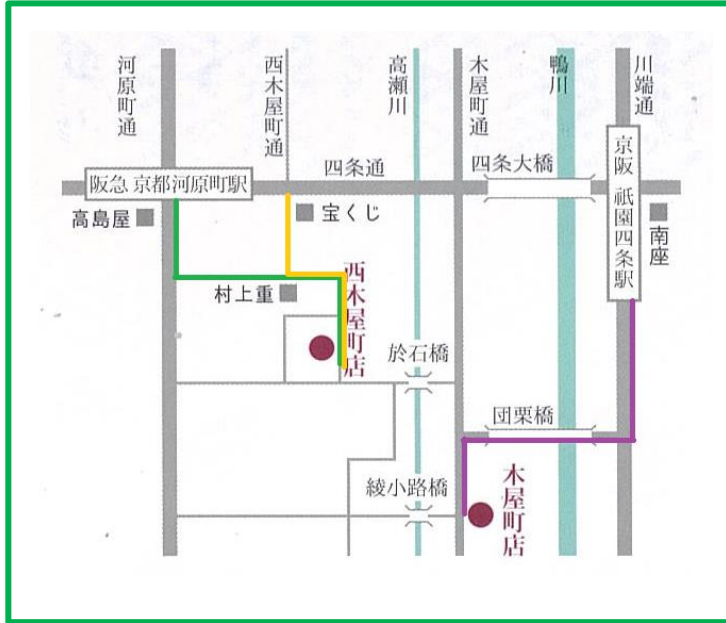 河原町通
西木屋町通
高瀬川
木屋町通
鴨川
川端通
四条通
四条大橋
阪急 京都河原町駅
京阪 祇園四条駅
高島屋
宝くじ
南座
村上重
西木屋町店
於石橋
団栗橋
綾小路橋
木屋町店